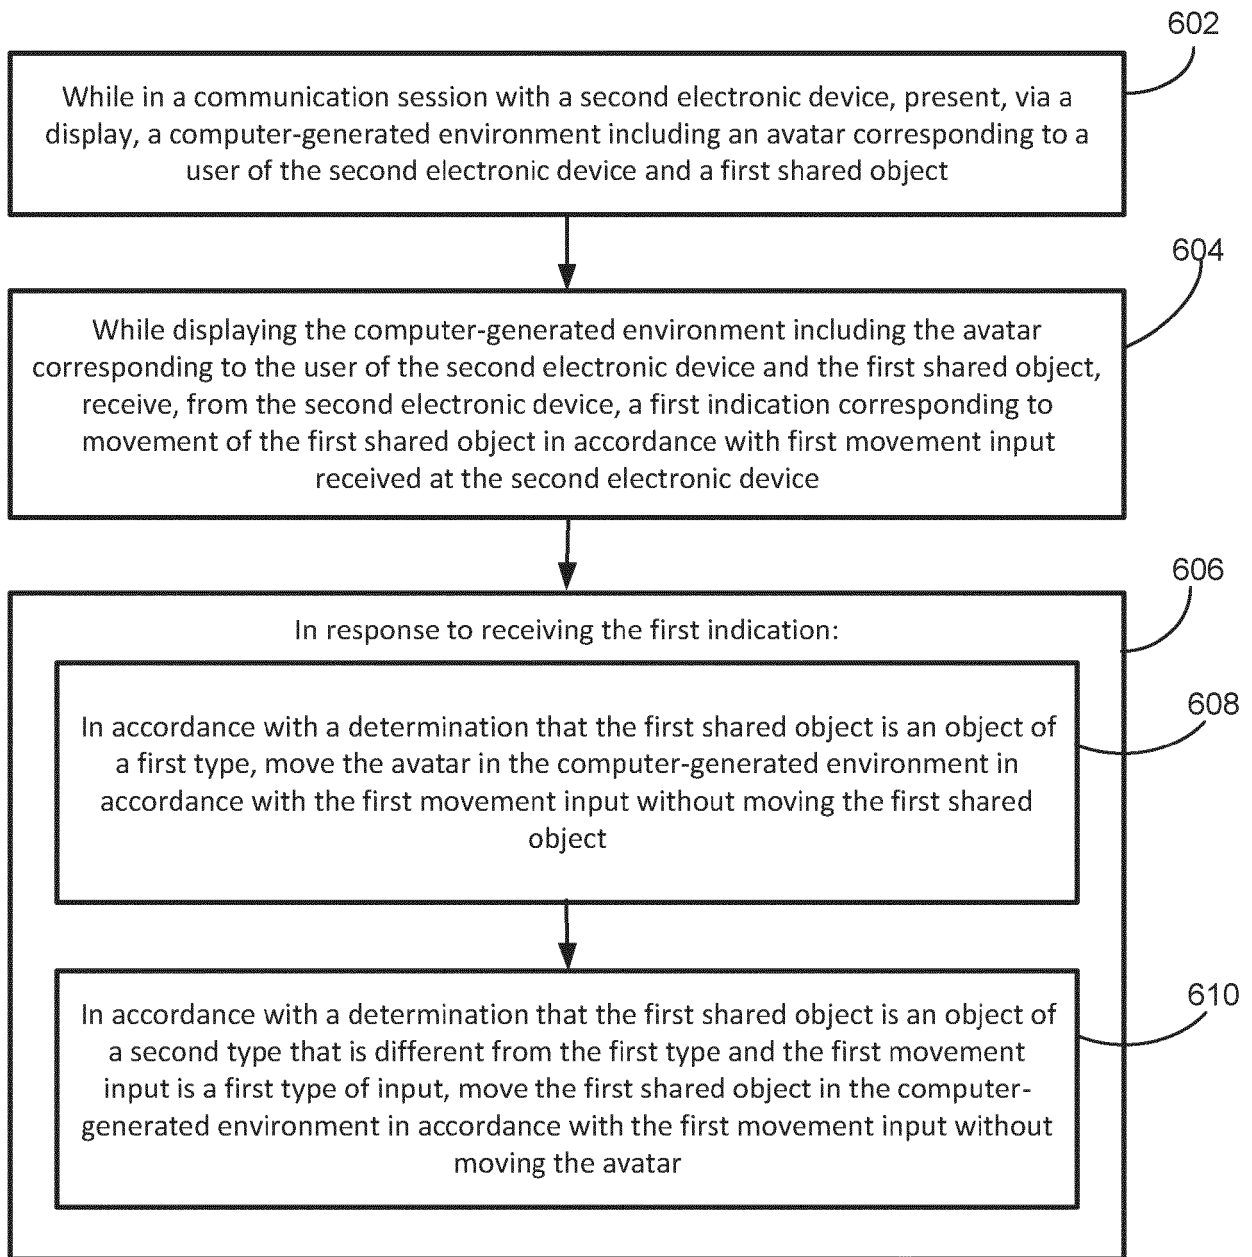 602
While in a communication session with a second electronic device, present, via a
display, a computer-generated environment including an avatar corresponding to a
user of the second electronic device and a first shared object
604
While displaying the computer-generated environment including the avatar
corresponding to the user of the second electronic device and the first shared object,
receive, from the second electronic device, a first indication corresponding to
movement of the first shared object in accordance with first movement input
received at the second electronic device
606
In response to receiving the first indication:
608
In accordance with a determination that the first shared object is an object of
a first type, move the avatar in the computer-generated environment in
accordance with the first movement input without moving the first shared
object
610
In accordance with a determination that the first shared object is an object of
a second type that is different from the first type and the first movement
input is a first type of input, move the first shared object in the computer-
generated environment in accordance with the first movement input without
moving the avatar